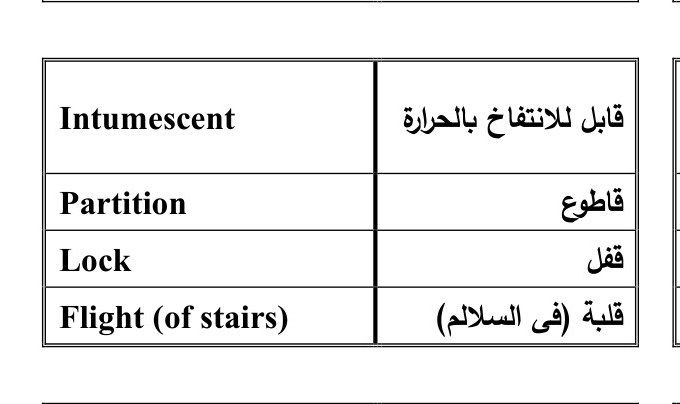 Intumescent قابل للانتفاخ بالحرارة
Partition قاطوع
Lock قفل
Flight (of stairs) قلبة (فى السلالم)